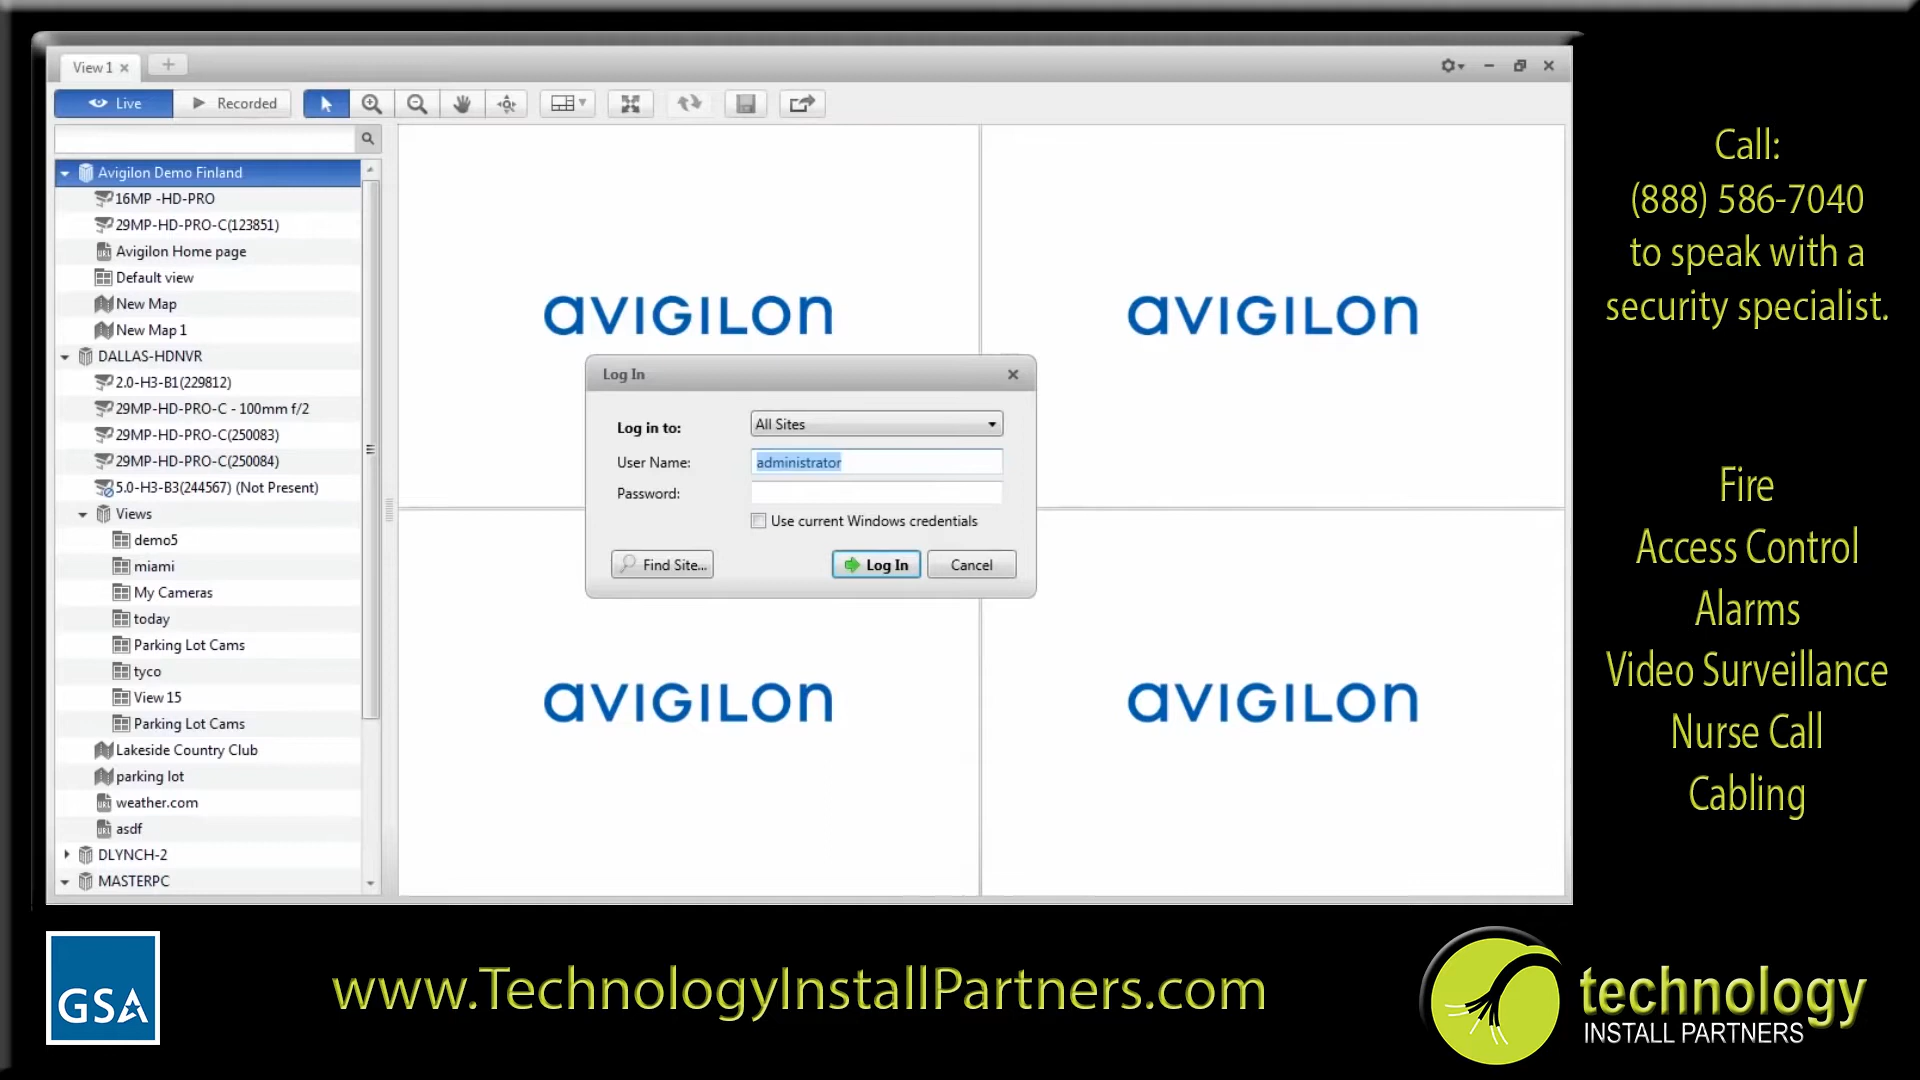 View 1
Live
Recorded
Avigilon Demo Finland
16MP -HD-PRO
29MP-HD-PRO-C(123851)
Avigilon Home page
Default view
New Map
New Map 1
DALLAS-HDNVR
2.0-H3-B1(229812)
29MP-HD-PRO-C - 100mm f/2
29MP-HD-PRO-C(250083)
29MP-HD-PRO-C(250084)
5.0-H3-B3(244567) (Not Present)
Views
demo5
miami
My Cameras
today
Parking Lot Cams
tyco
View 15
Parking Lot Cams
Lakeside Country Club
parking lot
weather.com
asdf
DLYNCH-2
MASTERPC
avigilon
avigilon
Log In
Log in to:
All Sites
User Name:
administrator
Password:
Use current Windows credentials
Find Site...
Log In
Cancel
avigilon
avigilon
Call:
(888) 586-7040
to speak with a
security specialist.
Fire
Access Control
Alarms
Video Surveillance
Nurse Call
Cabling
GSA
www.TechnologyInstallPartners.com
technology
INSTALL PARTNERS